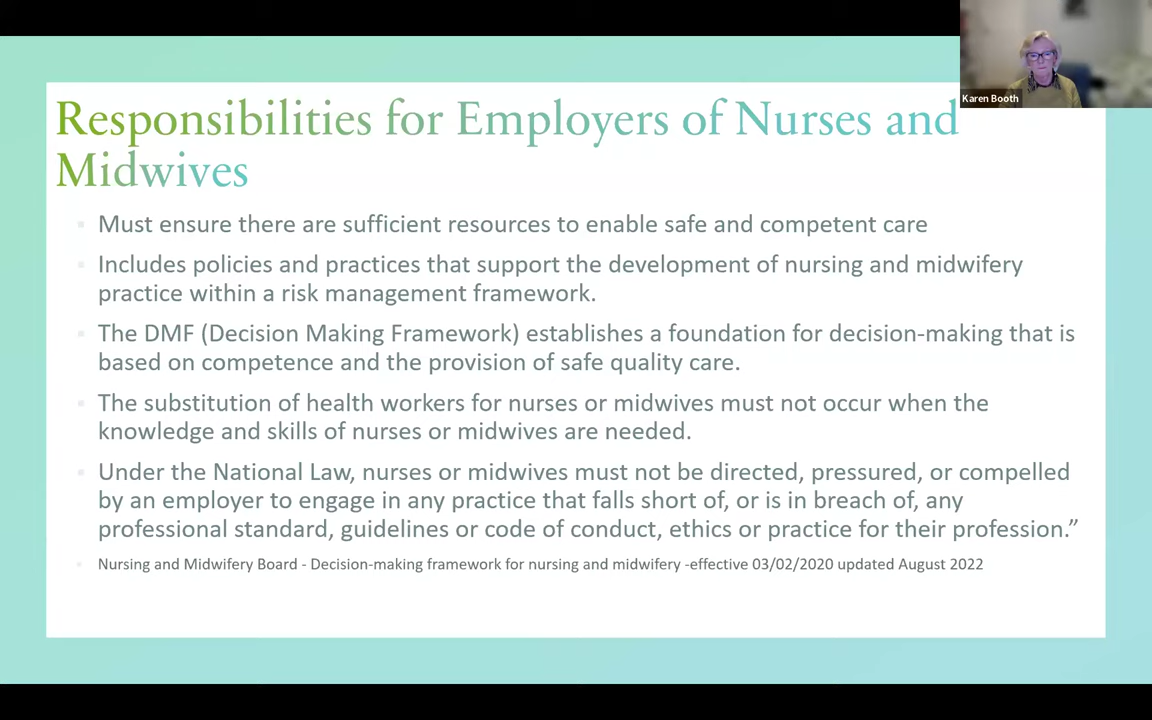 Karen Booth
Responsibilities for Employers of Nurses and
Midwives
Must ensure there are sufficient resources to enable safe and competent care
Includes policies and practices that support the development of nursing and midwifery
practice within a risk management framework.
The DMF (Decision Making Framework) establishes a foundation for decision-making that is
based on competence and the provision of safe quality care.
The substitution of health workers for nurses or midwives must not occur when the
knowledge and skills of nurses or midwives are needed.
Under the National Law, nurses or midwives must not be directed, pressured, or compelled
by an employer to engage in any practice that falls short of, or is in breach of, any
professional standard, guidelines or code of conduct, ethics or practice for their profession.”
Nursing and Midwifery Board - Decision-making framework for nursing and midwifery -effective 03/02/2020 updated August 2022